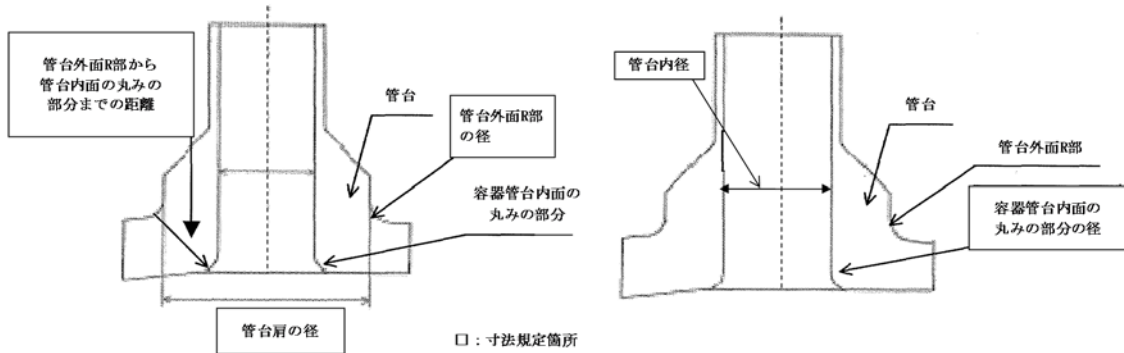 管台外面R部から
管台内面の丸みの
部分までの距離
管台
管台外面R部
の径
容器管台内面の
丸みの部分
管台肩の径
□：寸法規定箇所
管台内径
管台
管台外面R部
容器管台内面の
丸みの部分の径